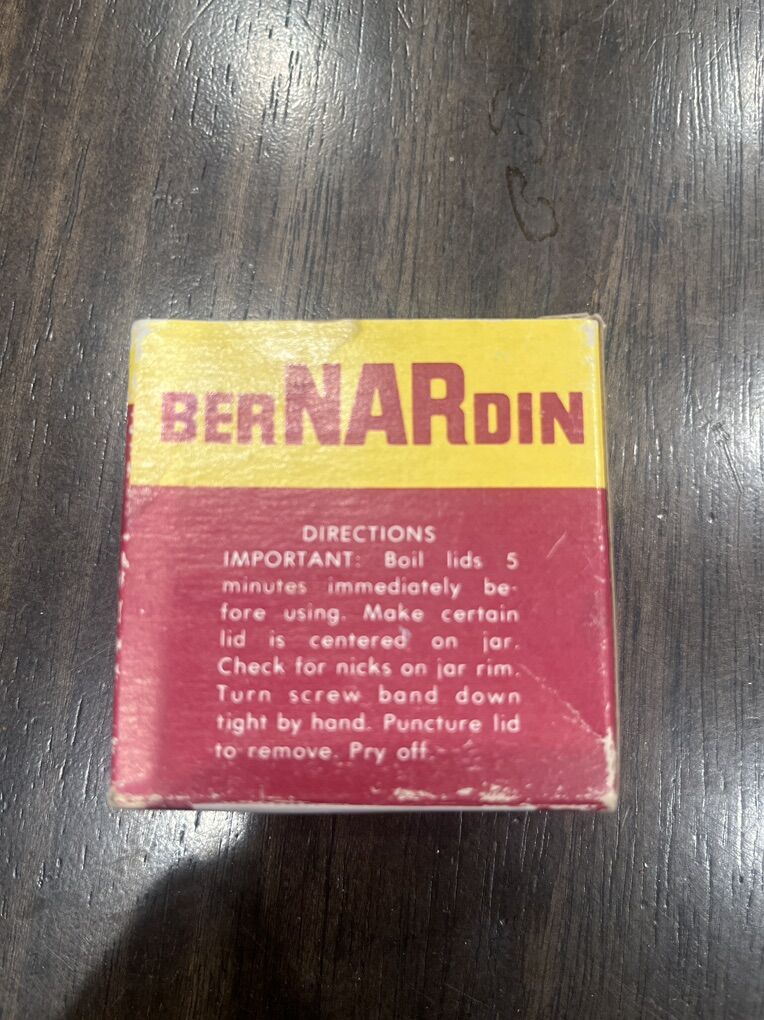 BERNARDIN
DIRECTIONS
IMPORTANT: Boil lids 5
minutes immediately be-
fore using. Make certain
lid is centered on jar.
Check for nicks on jar rim.
Turn screw band down
tight by hand. Puncture lid
to remove. Pry off.